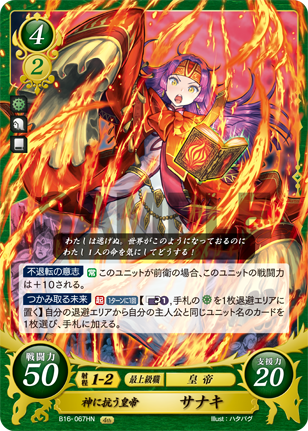 4
2
わたしは逃げぬ。世界がこのようになっておるのに
わたし1人の命を気にしてどうする!
不退転の意志 常 このユニットが前衛の場合、このユニットの戦闘力
は+10される。
つかみ取る未来 起 1ターンに1回 【 1,手札の を1枚退避エリアに
置く】自分の退避エリアから自分の主人公と同じユニット名のカードを
1枚選び、手札に加える。
戦闘力
50
射程 1-2 最上級職 皇帝
支援力
20
神に抗う皇帝 サナキ
B16-067HN Illust:ハタパグ